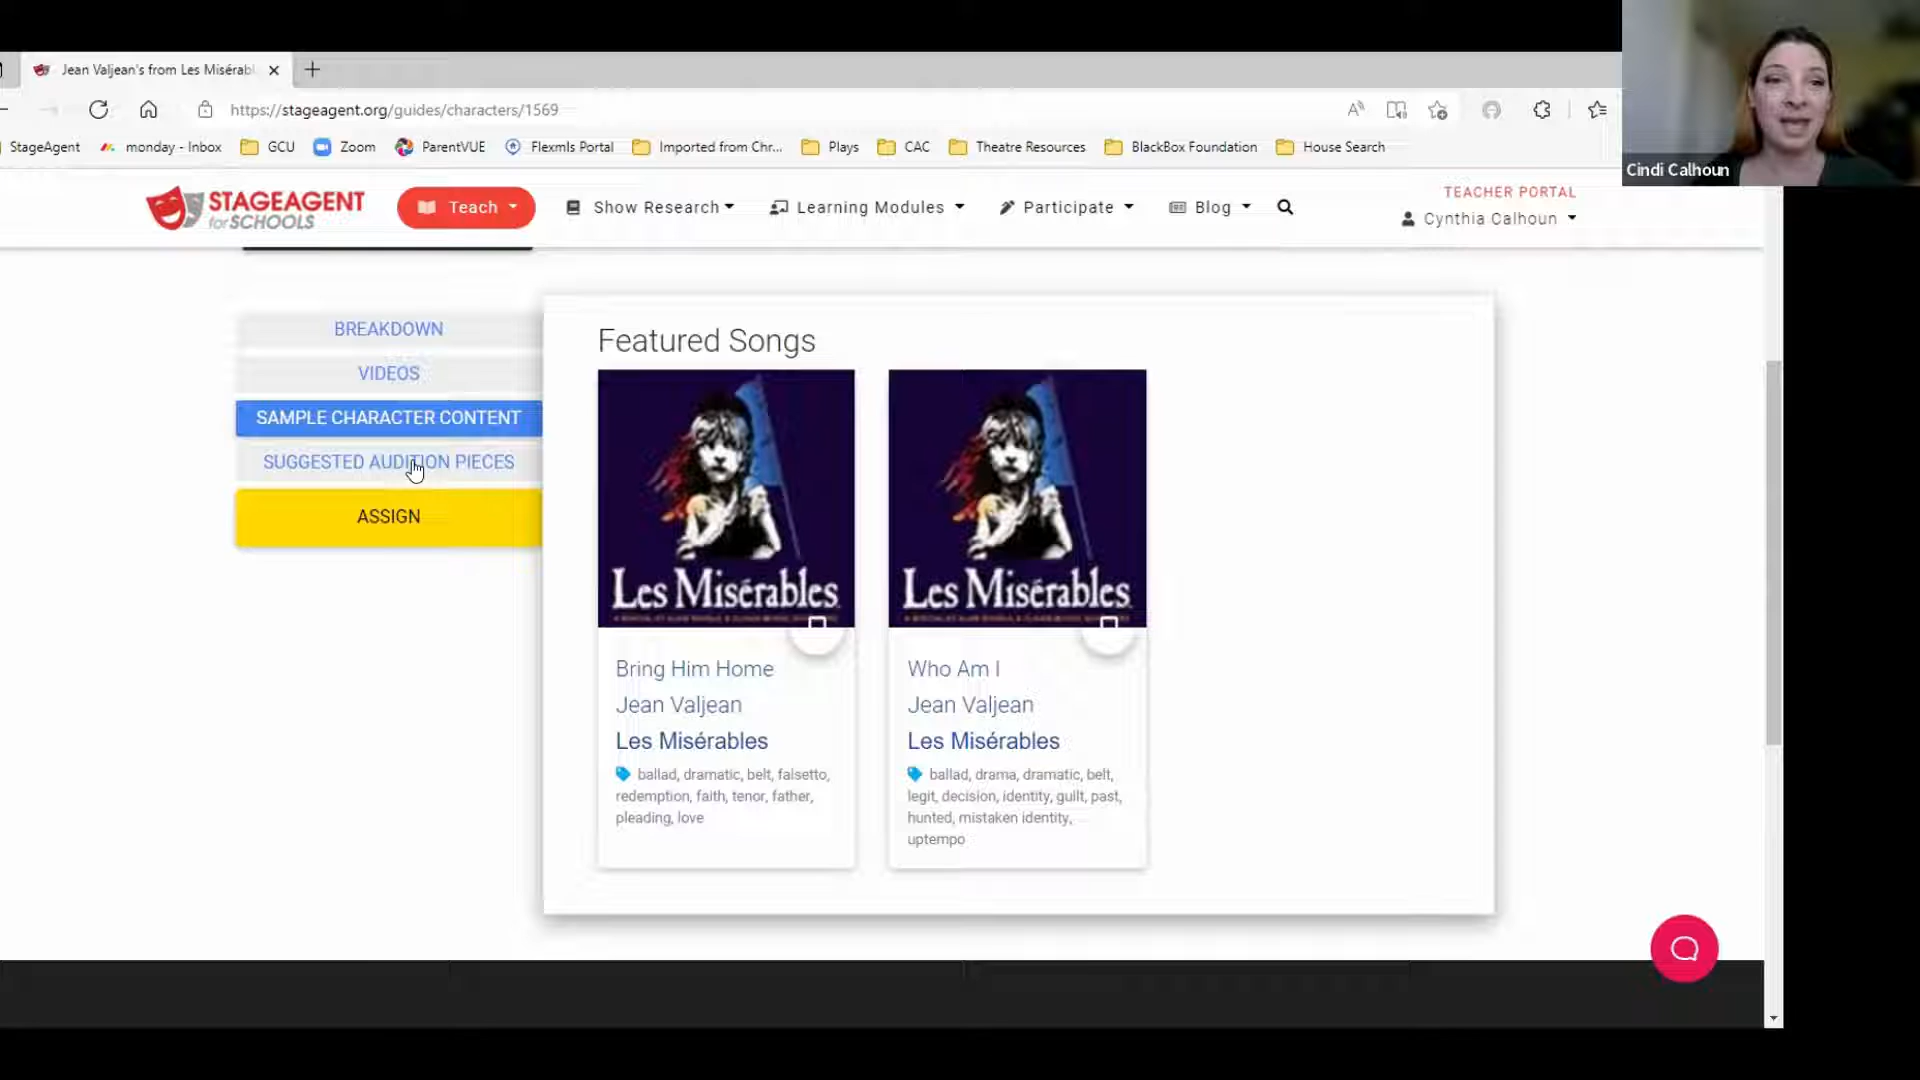 Jean Valjean's from Les Misérabl
https://stageagent.org/guides/characters/1569
StageAgent
monday - Inbox
GCU
Zoom
ParentVUE
Flexmls Portal
Imported from Chr...
Plays
CAC
Theatre Resources
BlackBox Foundation
House Search
Cindi Calhoun
STAGEAGENT
for SCHOOLS
Teach
Show Research
Learning Modules
Participate
Blog
TEACHER PORTAL
Cynthia Calhoun
BREAKDOWN
VIDEOS
SAMPLE CHARACTER CONTENT
SUGGESTED AUDITION PIECES
ASSIGN
Featured Songs
Les Misérables
Bring Him Home
Jean Valjean
Les Misérables
ballad, dramatic, belt, falsetto,
redemption, faith, tenor, father,
pleading, love
Les Misérables
Who Am I
Jean Valjean
Les Misérables
ballad, drama, dramatic, belt,
legit, decision, identity, guilt, past,
hunted, mistaken identity,
uptempo